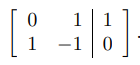 [ 0 1 | 1
1 −1 | 0 ].